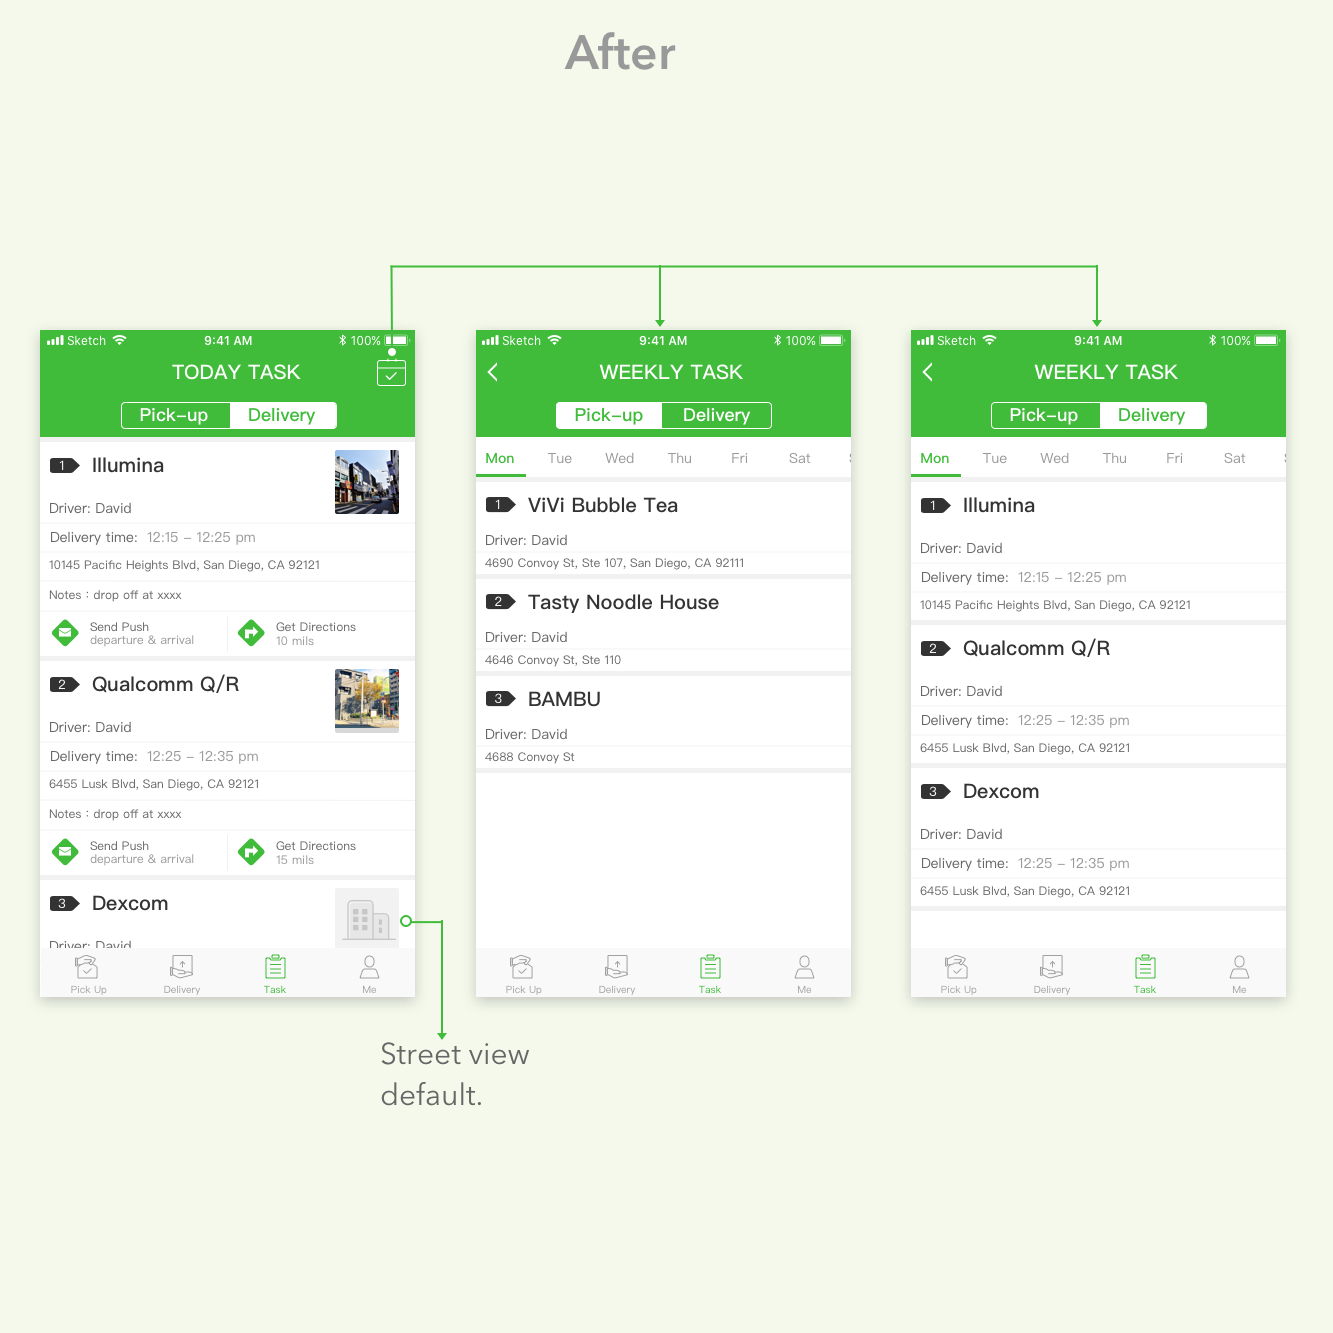 After
Sketch 9:41 AM 100%
TODAY TASK
Pick-up Delivery
1 Illumina
Driver: David
Delivery time: 12:15 – 12:25 pm
10145 Pacific Heights Blvd, San Diego, CA 92121
Notes : drop off at xxxx
Send Push Get Directions
departure & arrival 10 mils
2 Qualcomm Q/R
Driver: David
Delivery time: 12:25 – 12:35 pm
6455 Lusk Blvd, San Diego, CA 92121
Notes : drop off at xxxx
Send Push Get Directions
departure & arrival 15 mils
3 Dexcom
Driver: David
Pick Up Delivery Task Me
Sketch 9:41 AM 100%
WEEKLY TASK
Pick-up Delivery
Mon Tue Wed Thu Fri Sat
1 ViVi Bubble Tea
Driver: David
4690 Convoy St, Ste 107, San Diego, CA 92111
2 Tasty Noodle House
Driver: David
4646 Convoy St, Ste 110
3 BAMBU
Driver: David
4688 Convoy St
Pick Up Delivery Task Me
Sketch 9:41 AM 100%
WEEKLY TASK
Pick-up Delivery
Mon Tue Wed Thu Fri Sat
1 Illumina
Driver: David
Delivery time: 12:15 – 12:25 pm
10145 Pacific Heights Blvd, San Diego, CA 92121
2 Qualcomm Q/R
Driver: David
Delivery time: 12:25 – 12:35 pm
6455 Lusk Blvd, San Diego, CA 92121
3 Dexcom
Driver: David
Delivery time: 12:25 – 12:35 pm
6455 Lusk Blvd, San Diego, CA 92121
Pick Up Delivery Task Me
Street view
default.